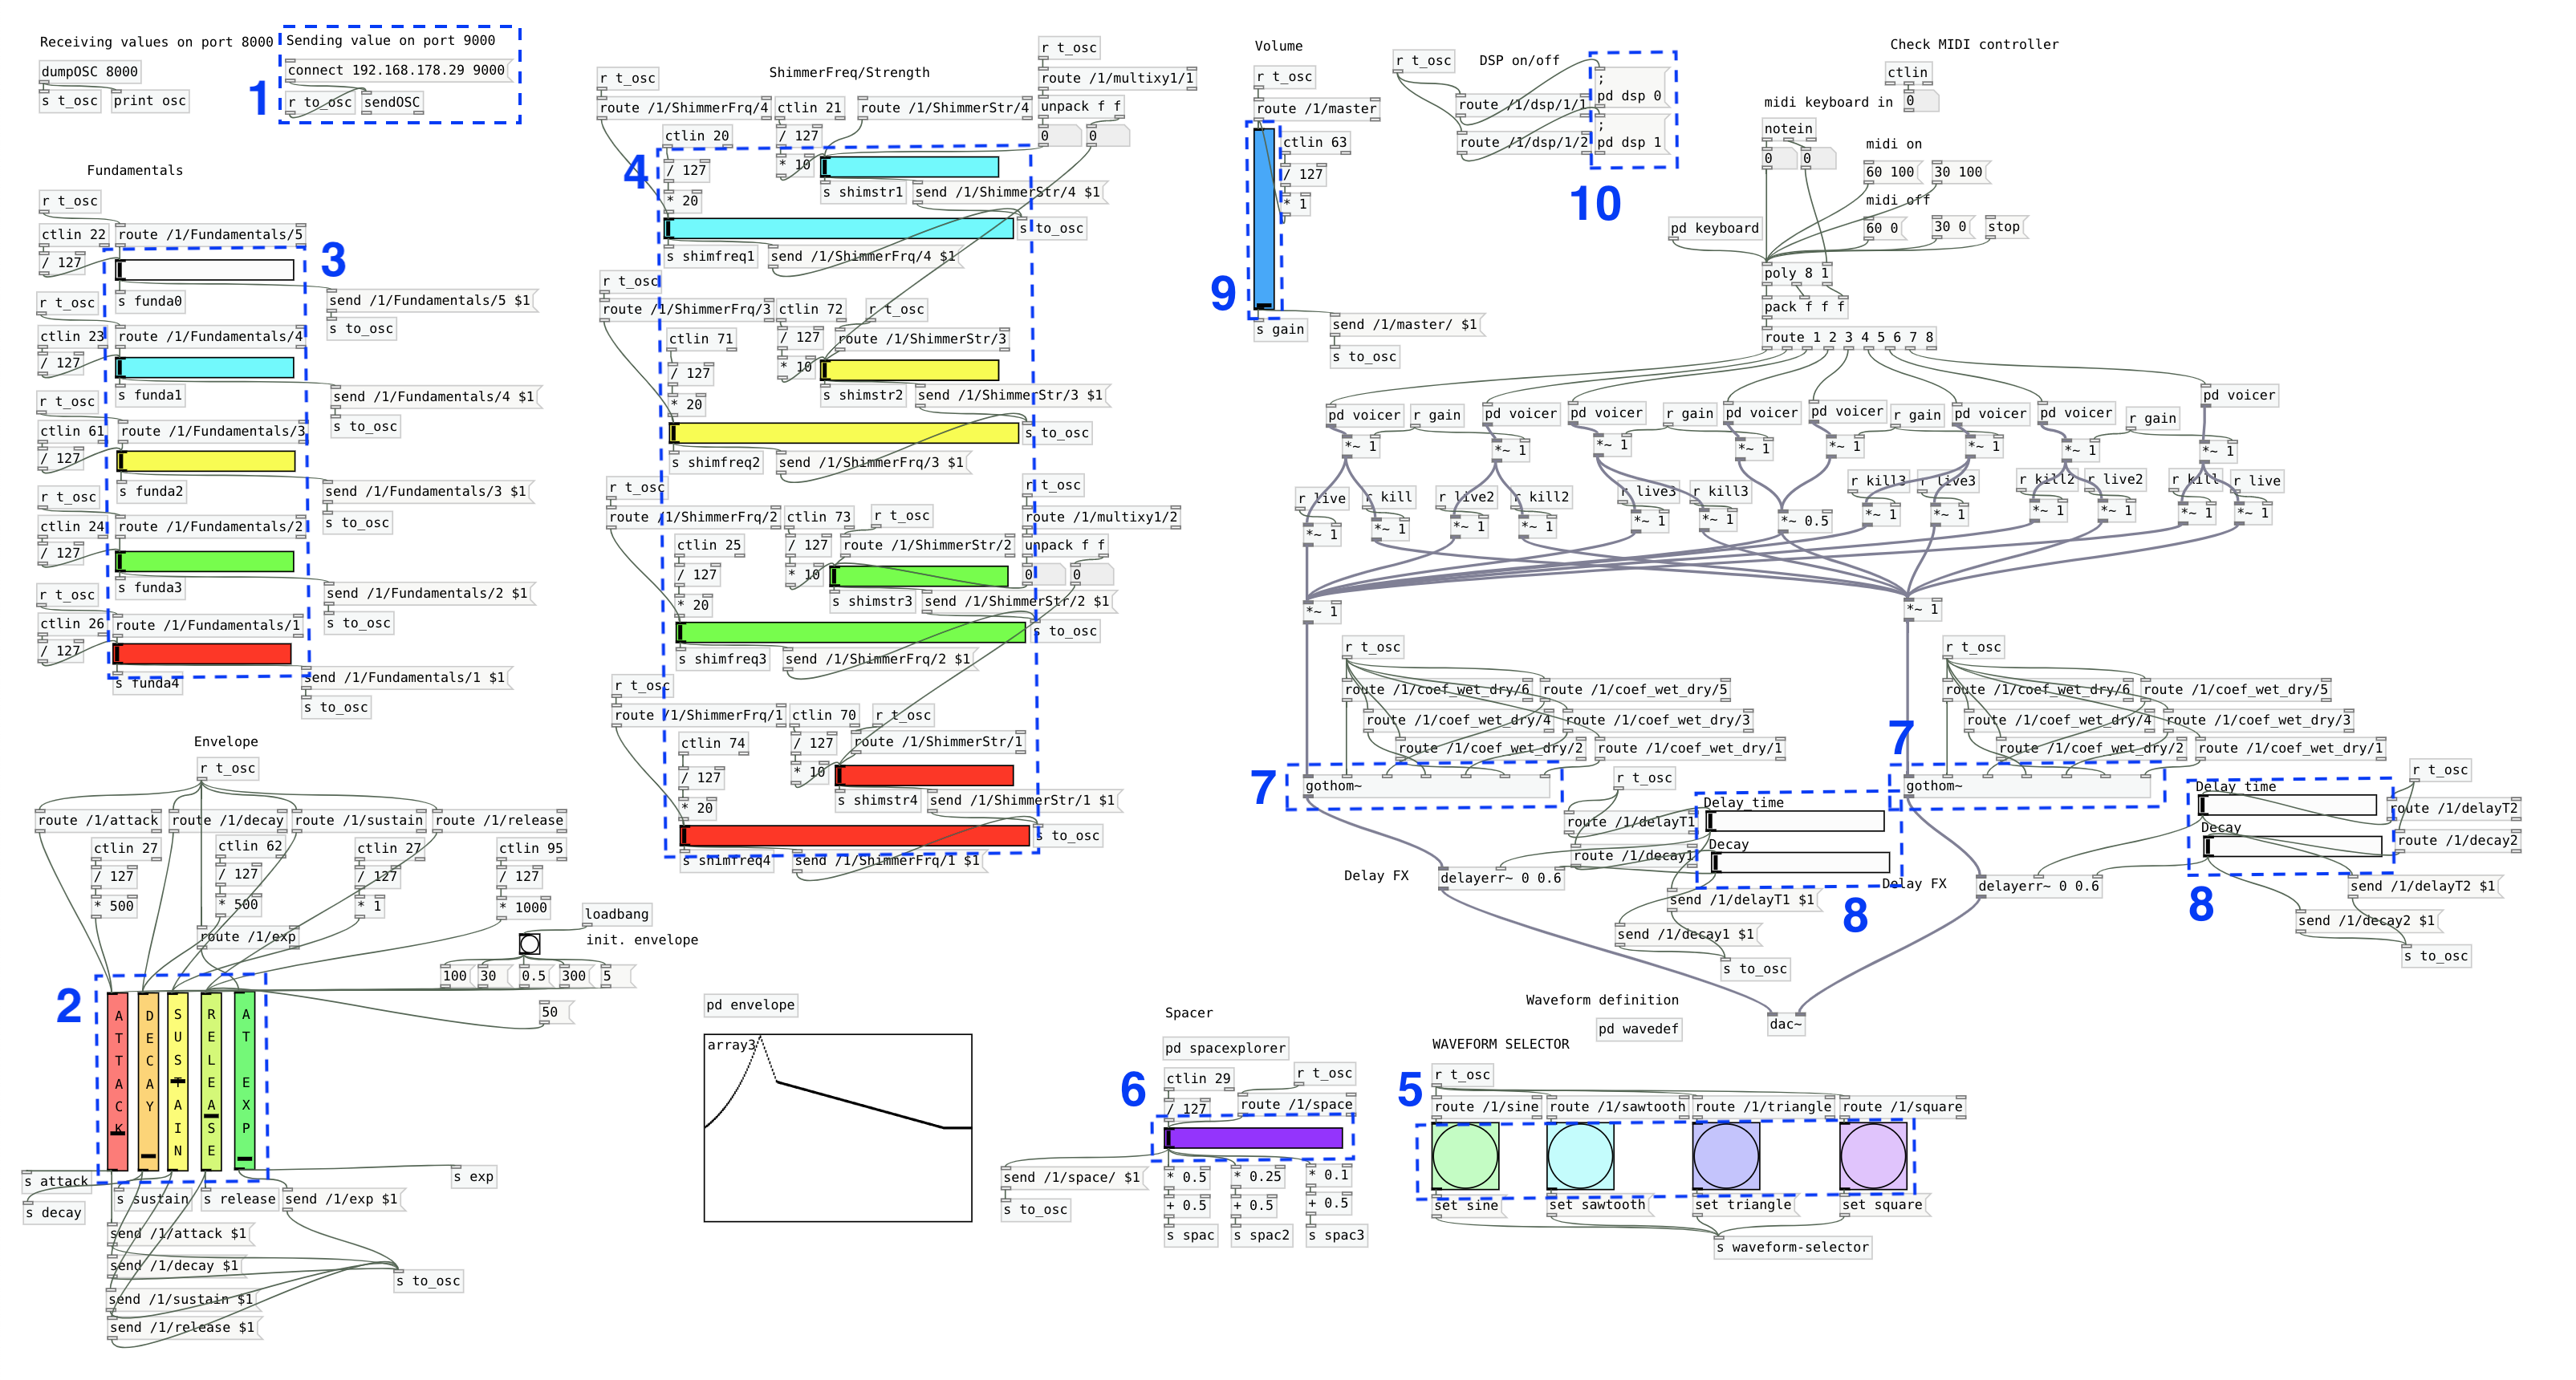 Receiving values on port 8000
dumpOSC 8000
s t_osc
print osc
Sending value on port 9000
connect 192.168.178.29 9000
r to_osc
sendOSC
1
Fundamentals
r t_osc
ctlin 22
route /1/Fundamentals/5
/ 127
3
s funda0
send /1/Fundamentals/5 $1
s to_osc
r t_osc
ctlin 23
route /1/Fundamentals/4
/ 127
s funda1
send /1/Fundamentals/4 $1
s to_osc
r t_osc
ctlin 61
route /1/Fundamentals/3
/ 127
s funda2
send /1/Fundamentals/3 $1
s to_osc
r t_osc
ctlin 24
route /1/Fundamentals/2
/ 127
s funda3
send /1/Fundamentals/2 $1
s to_osc
r t_osc
ctlin 26
route /1/Fundamentals/1
/ 127
s funda4
send /1/Fundamentals/1 $1
s to_osc
Envelope
r t_osc
route /1/attack
route /1/decay
route /1/sustain
route /1/release
ctlin 27
ctlin 62
ctlin 27
ctlin 95
/ 127
/ 127
/ 127
/ 127
* 500
* 500
* 1
* 1000
route /1/exp
loadbang
init. envelope
100
30
0.5
300
5
50
2
ATTACK
DECAY
SUSTAIN
RELEASE
AT EXP
s attack
s decay
s sustain
s release
send /1/exp $1
s exp
send /1/attack $1
send /1/decay $1
send /1/sustain $1
send /1/release $1
s to_osc
ShimmerFreq/Strength
r t_osc
route /1/ShimmerFrq/4
ctlin 21
route /1/ShimmerStr/4
ctlin 20
/ 127
/ 127
* 10
* 20
4
s shimstr1
send /1/ShimmerStr/4 $1
s to_osc
s shimfreq1
send /1/ShimmerFrq/4 $1
r t_osc
route /1/multixy1/1
unpack f f
0
0
r t_osc
route /1/ShimmerFrq/3
ctlin 72
r t_osc
ctlin 71
/ 127
route /1/ShimmerStr/3
/ 127
* 10
* 20
s shimstr2
send /1/ShimmerStr/3 $1
s to_osc
s shimfreq2
send /1/ShimmerFrq/3 $1
r t_osc
route /1/ShimmerFrq/2
ctlin 73
r t_osc
ctlin 25
/ 127
route /1/ShimmerStr/2
/ 127
* 10
* 20
s shimstr3
send /1/ShimmerStr/2 $1
s to_osc
s shimfreq3
send /1/ShimmerFrq/2 $1
r t_osc
route /1/multixy1/2
unpack f f
0
0
r t_osc
route /1/ShimmerFrq/1
ctlin 70
r t_osc
ctlin 74
/ 127
route /1/ShimmerStr/1
/ 127
* 10
* 20
s shimstr4
send /1/ShimmerStr/1 $1
s to_osc
s shimfreq4
send /1/ShimmerFrq/1 $1
pd envelope
array3
Volume
r t_osc
route /1/master
ctlin 63
/ 127
* 1
9
s gain
send /1/master/ $1
s to_osc
r t_osc
DSP on/off
route /1/dsp/1/1
route /1/dsp/1/2
;
pd dsp 0
;
pd dsp 1
10
Check MIDI controller
ctlin
0
midi keyboard in
notein
0
0
midi on
60 100
30 100
midi off
60 0
30 0
stop
pd keyboard
poly 8 1
pack f f f
route 1 2 3 4 5 6 7 8
pd voicer
r gain
pd voicer
pd voicer
r gain
pd voicer
pd voicer
r gain
pd voicer
pd voicer
r gain
pd voicer
*~ 1
*~ 1
*~ 1
*~ 1
*~ 1
*~ 1
*~ 1
*~ 1
r live
r kill
r live2
r kill2
r live3
r kill3
r kill3
r live3
r kill2
r live2
r kill
r live
*~ 1
*~ 1
*~ 1
*~ 1
*~ 1
*~ 1
*~ 0.5
*~ 1
*~ 1
*~ 1
*~ 1
*~ 1
*~ 1
*~ 1
*~ 1
r t_osc
route /1/coef_wet_dry/6
route /1/coef_wet_dry/5
route /1/coef_wet_dry/4
route /1/coef_wet_dry/3
route /1/coef_wet_dry/2
route /1/coef_wet_dry/1
7
gothom~
r t_osc
route /1/delayT1
route /1/decay1
Delay time
Decay
8
Delay FX
delayerr~ 0 0.6
send /1/delayT1 $1
send /1/decay1 $1
s to_osc
r t_osc
route /1/coef_wet_dry/6
route /1/coef_wet_dry/5
route /1/coef_wet_dry/4
route /1/coef_wet_dry/3
route /1/coef_wet_dry/2
route /1/coef_wet_dry/1
7
gothom~
r t_osc
Delay time
route /1/delayT2
Decay
route /1/decay2
8
Delay FX
delayerr~ 0 0.6
send /1/delayT2 $1
send /1/decay2 $1
s to_osc
dac~
Spacer
pd spacexplorer
ctlin 29
r t_osc
/ 127
route /1/space
6
send /1/space/ $1
s to_osc
* 0.5
* 0.25
* 0.1
+ 0.5
+ 0.5
+ 0.5
s spac
s spac2
s spac3
Waveform definition
pd wavedef
WAVEFORM SELECTOR
r t_osc
5
route /1/sine
route /1/sawtooth
route /1/triangle
route /1/square
set sine
set sawtooth
set triangle
set square
s waveform-selector